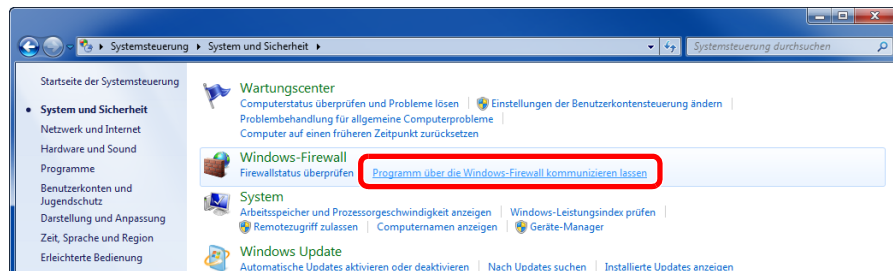 Systemsteuerung System und Sicherheit Systemsteuerung durchsuchen
Startseite der Systemsteuerung
System und Sicherheit
Netzwerk und Internet
Hardware und Sound
Programme
Benutzerkonten und
Jugendschutz
Darstellung und Anpassung
Zeit, Sprache und Region
Erleichterte Bedienung
Wartungscenter
Computerstatus überprüfen und Probleme lösen Einstellungen der Benutzerkontensteuerung ändern
Problembehandlung für allgemeine Computerprobleme
Computer auf einen früheren Zeitpunkt zurücksetzen
Windows-Firewall
Firewallstatus überprüfen Programm über die Windows-Firewall kommunizieren lassen
System
Arbeitsspeicher und Prozessorgeschwindigkeit anzeigen Windows-Leistungsindex prüfen
Remotezugriff zulassen Computernamen anzeigen Geräte-Manager
Windows Update
Automatische Updates aktivieren oder deaktivieren Nach Updates suchen Installierte Updates anzeigen